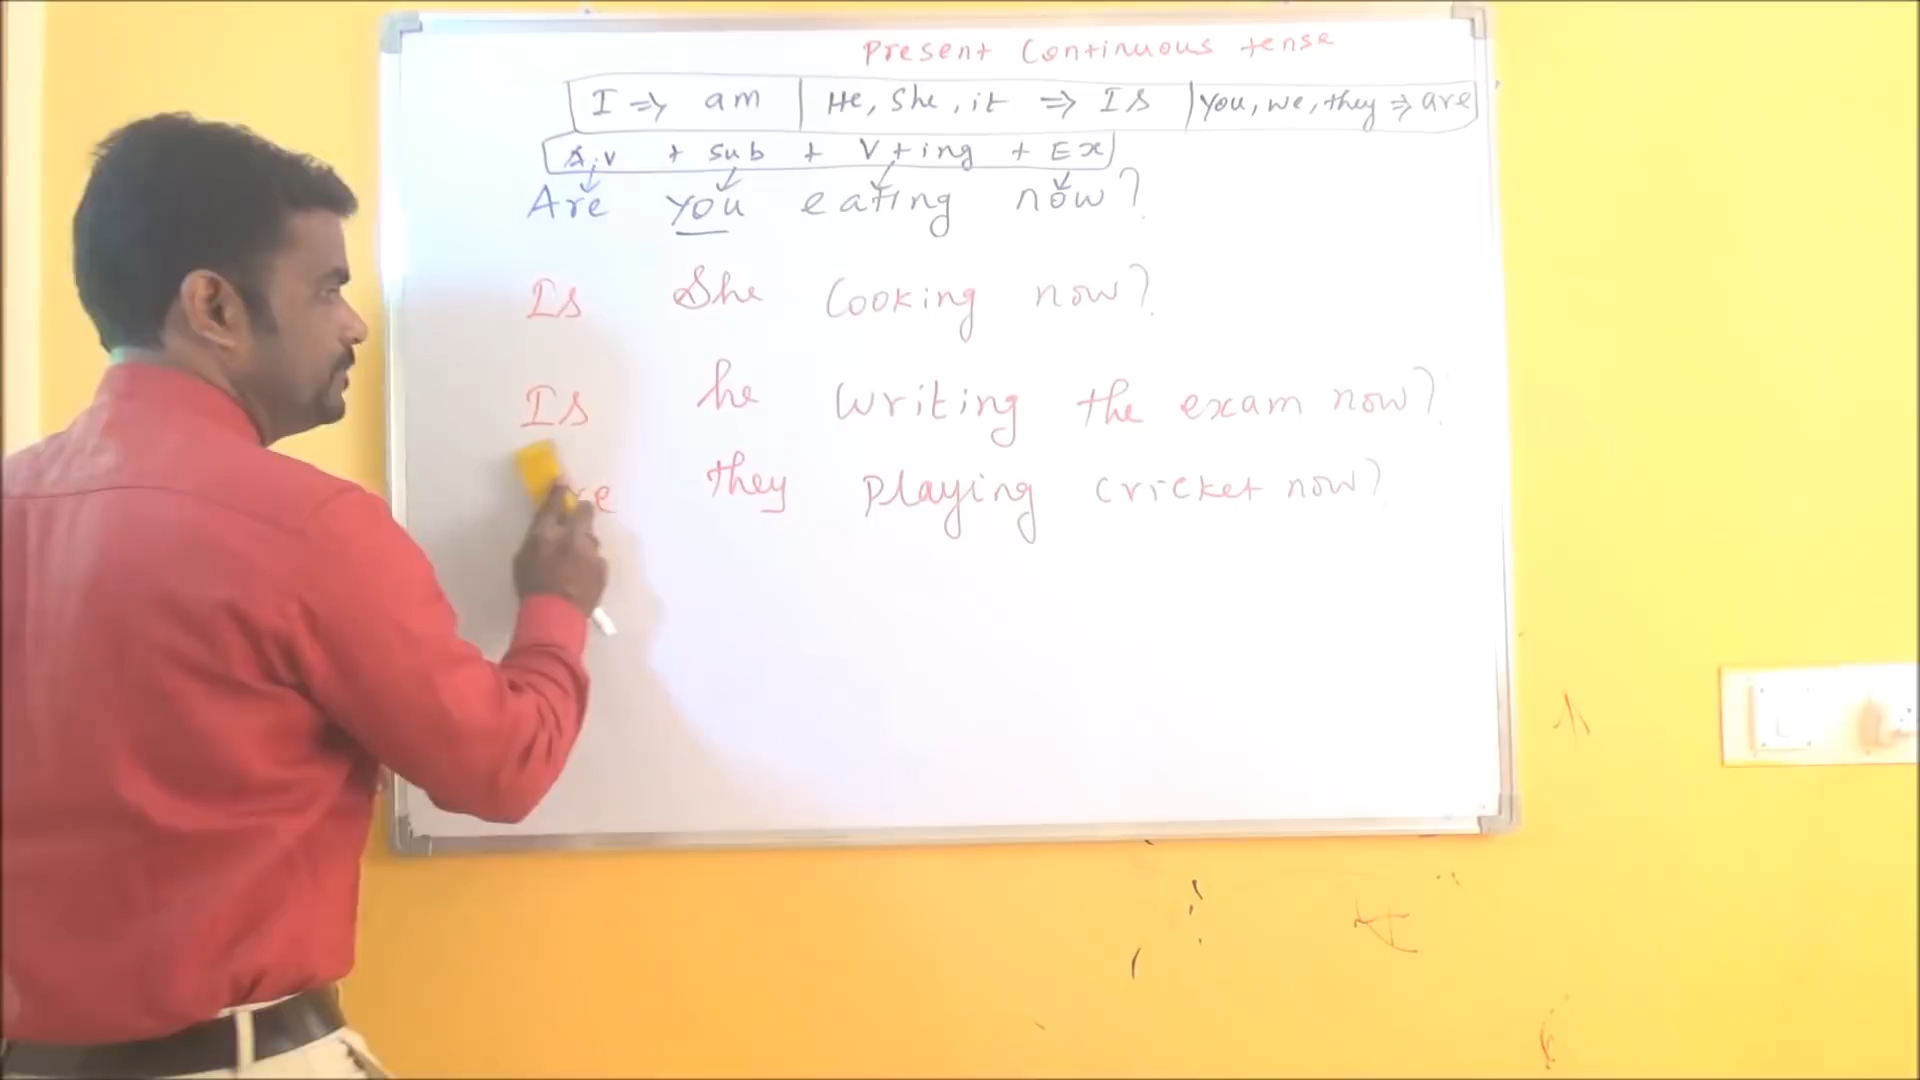 Present Continuous tense
I => am | He, She, it => Is | you, we, they => are
A.v + sub + V+ing + Ex
Are you eating now?
Is She Cooking now?
Is he writing the exam now?
they playing cricket now?